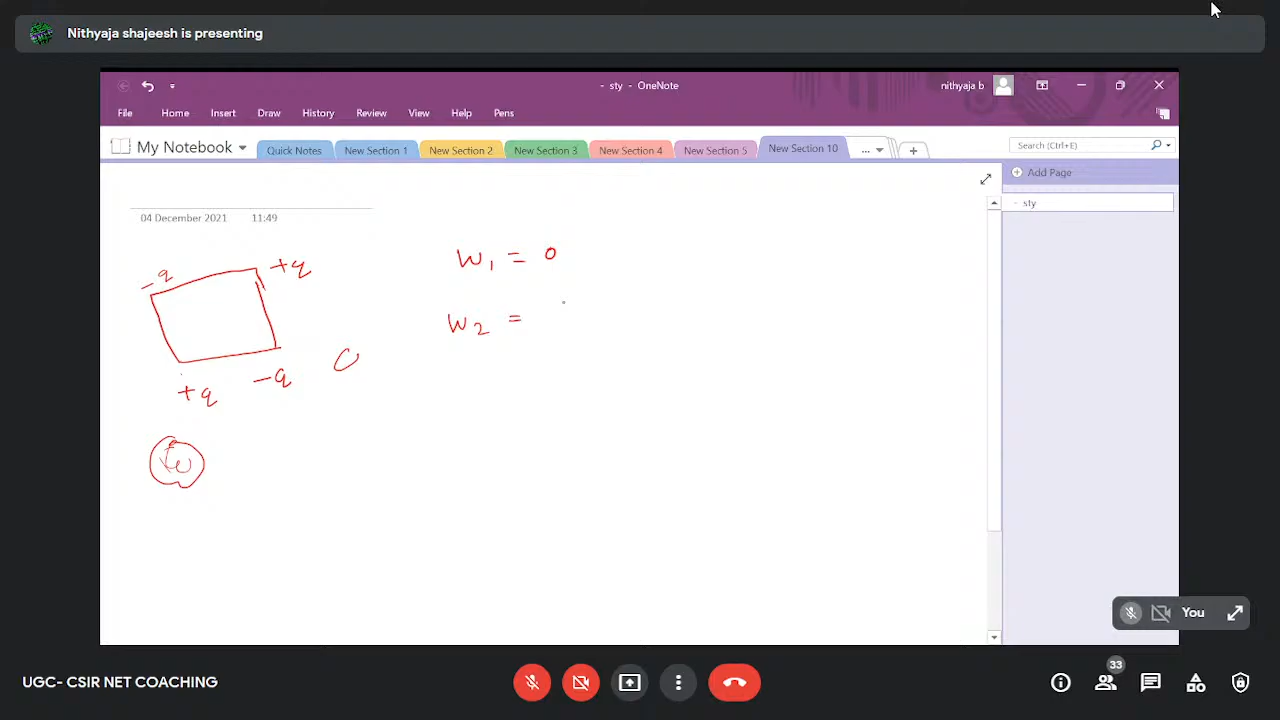 Nithyaja shajeesh is presenting
- sty - OneNote
nithyaja b
File Home Insert Draw History Review View Help Pens
My Notebook Quick Notes New Section 1 New Section 2 New Section 3 New Section 4 New Section 5 New Section 10 ... Search (Ctrl+E)
Add Page
- sty
04 December 2021 11:49
-q +q
W1 = 0
W2 =
+q -q
You
UGC- CSIR NET COACHING
33